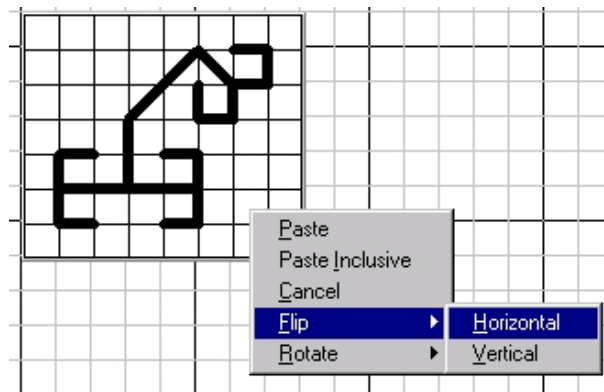 Paste
Paste Inclusive
Cancel
Flip
Horizontal
Rotate
Vertical